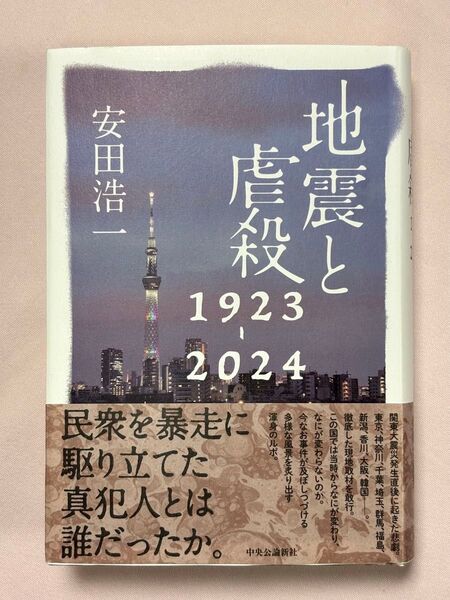 地震と
虐殺
1923
-
2024
安田浩一
民衆を暴走に
駆り立てた
真犯人とは
誰だったか。
関東大震災発生直後に起きた悲劇。
東京、神奈川、千葉、埼玉、群馬、福島、
新潟、香川、大阪、韓国――。
徹底した現地取材を敢行。
この国では当時からなにが変わり、
なにが変わらないのか。
今なお事件が及ぼしつづける
多様な風景を炙り出す
渾身のルポ。
中央公論新社